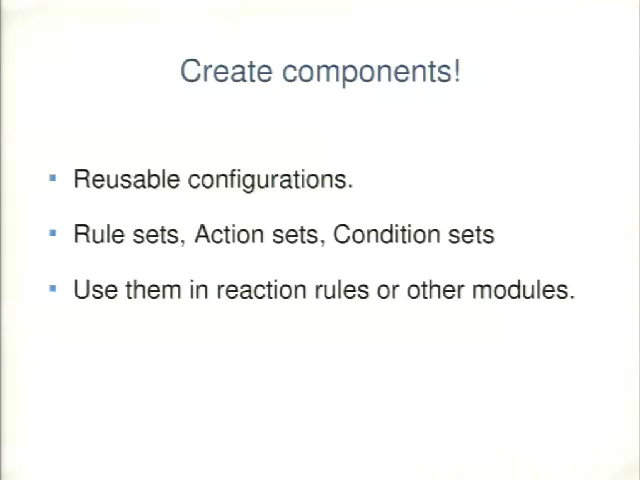 Create components!
Reusable configurations.
Rule sets, Action sets, Condition sets
Use them in reaction rules or other modules.